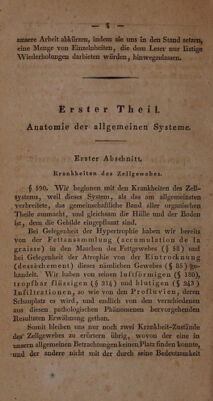 — 4 —
unsere Arbeit abkürzen, indem sie uns in den Stand setzen,
eine Menge von Einzelnheiten, die dem Leser nur lästige
Wiederholungen darbieten würden, hinwegzulassen.
Erster Theil.
Anatomie der allgemeinen Systeme.
Erster Abschnitt.
Krankheiten des Zellgewebes.
§ 590. Wir beginnen mit den Krankheiten des Zell-
systems, weil dieses System, als das am allgemeinsten
verbreitete, das gemeinschaftliche Band aller organischen
Theile ausmacht, und gleichsam die Hülle und der Boden
ist, dem die Gebilde eingepflanzt sind.
Bei Gelegenheit der Hypertrophie haben wir bereits
von der Fettansammlung (accumulation de la
graisse) in den Maschen des Fettgewebes (§ 58) und
bei Gelegenheit der Atrophie von der Eintrocknung
(dessèchement) dieses nämlichen Gewebes (§ 85) ge-
handelt. Wir haben von seinen luftförmigen (§ 180),
tropfbar flüssigen (§ 314) und blutigen (§ 243)
Infiltrationen, so wie von den Profluvien, deren
Schauplatz es wird, und endlich von den verschiedenen
aus diesen pathologischen Phänomenen hervorgehenden
Resultaten Erwähnung gethan.
Somit bleiben uns nur noch zwei Krankheit-Zustände
des Zellgewebes zu erörtern übrig, wovon der eine in
unsern allgemeinen Betrachtungen keinen Platz finden konnte,
und der andere nicht mit der durch seine Bedeutsamkeit